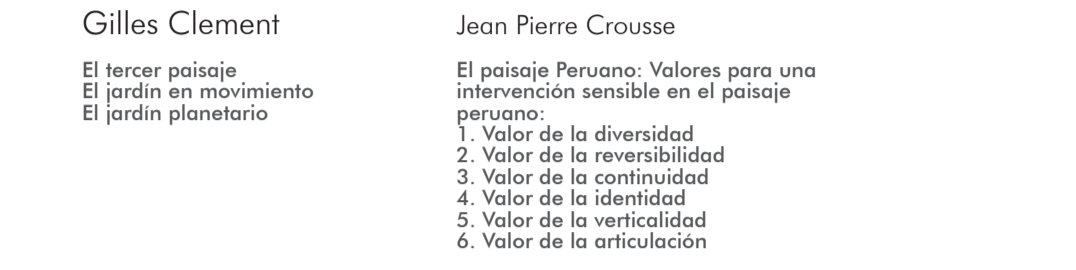 Gilles Clement
El tercer paisaje
El jardín en movimiento
El jardín planetario
Jean Pierre Crousse
El paisaje Peruano: Valores para una
intervención sensible en el paisaje
peruano:
1. Valor de la diversidad
2. Valor de la reversibilidad
3. Valor de la continuidad
4. Valor de la identidad
5. Valor de la verticalidad
6. Valor de la articulación